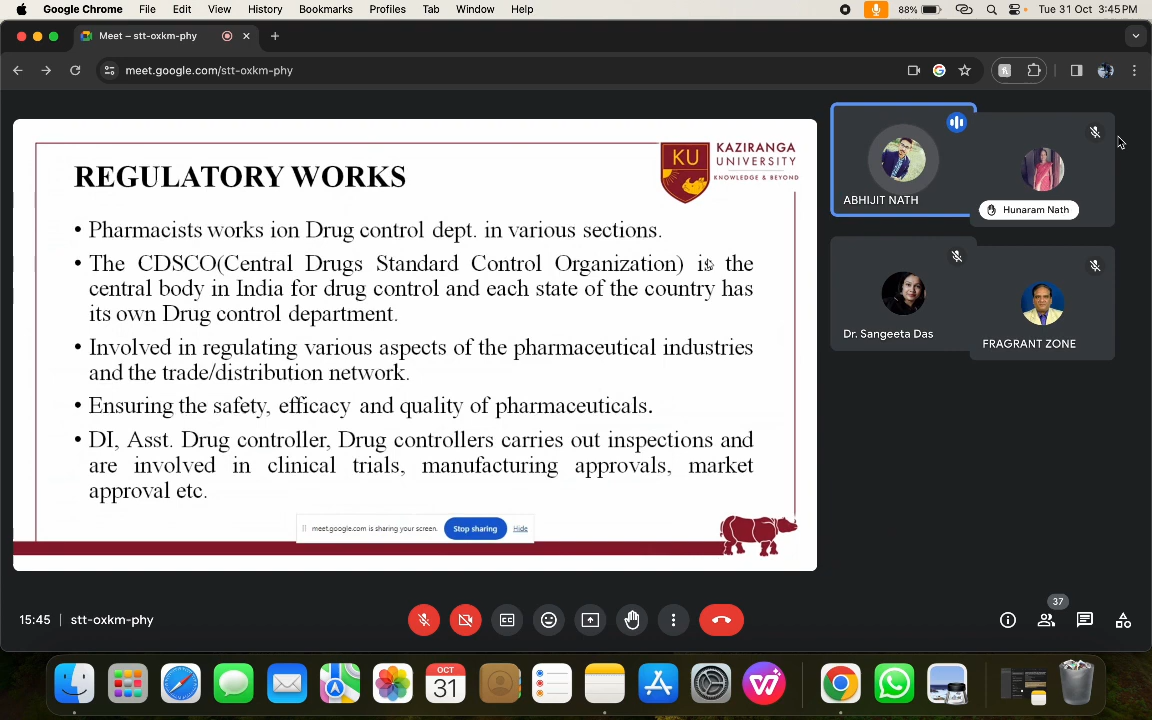 Google Chrome File Edit View History Bookmarks Profiles Tab Window Help 88% Tue 31 Oct 3:45PM
Meet – stt-oxkm-phy
meet.google.com/stt-oxkm-phy
REGULATORY WORKS
KU
KAZIRANGA
UNIVERSITY
KNOWLEDGE & BEYOND
• Pharmacists works ion Drug control dept. in various sections.
• The CDSCO(Central Drugs Standard Control Organization) is the
central body in India for drug control and each state of the country has
its own Drug control department.
• Involved in regulating various aspects of the pharmaceutical industries
and the trade/distribution network.
• Ensuring the safety, efficacy and quality of pharmaceuticals.
• DI, Asst. Drug controller, Drug controllers carries out inspections and
are involved in clinical trials, manufacturing approvals, market
approval etc.
meet.google.com is sharing your screen. Stop sharing Hide
ABHIJIT NATH
Hunaram Nath
Dr. Sangeeta Das
FRAGRANT ZONE
15:45 | stt-oxkm-phy
CC
37
OCT
31